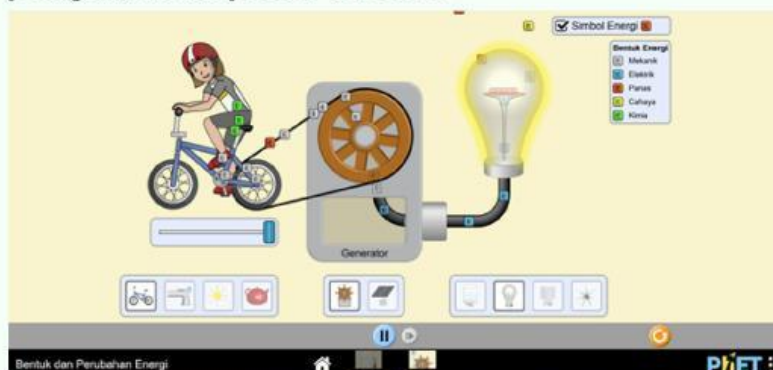 Simbol Energi
Bentuk Energi
Mekanik
Elektrik
Panas
Cahaya
Kimia
Generator
Bentuk dan Perubahan Energi
PhET